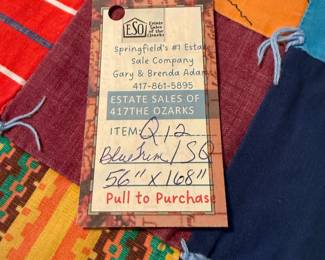 ESO
Estate
Sales of
the Ozarks
Springfield's #1 Estate
Sale Company
Gary & Brenda Adams
417-861-5895
ESTATE SALES OF
417THE OZARKS
ITEM: Q12
Blue Trim / SQ
56" x 168"
Pull to Purchase